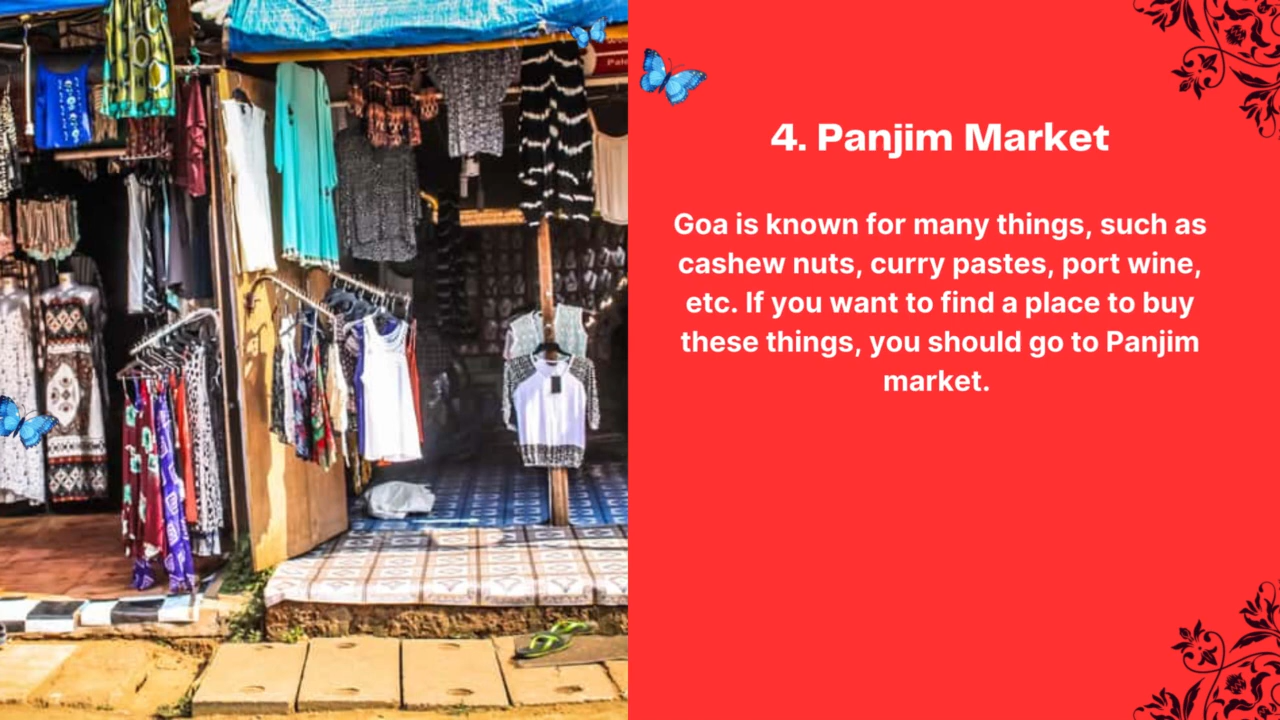 4. Panjim Market
Goa is known for many things, such as
cashew nuts, curry pastes, port wine,
etc. If you want to find a place to buy
these things, you should go to Panjim
market.